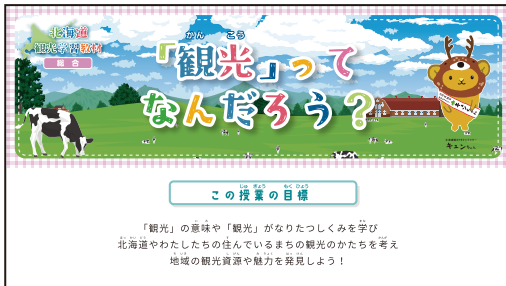 北海道
観光学習教材
総合
「観光」って
なんだろう？
キュンちゃん
この授業の目標
「観光」の意味や「観光」がなりたつしくみを学び
北海道やわたしたちの住んでいるまちの観光のかたちを考え
地域の観光資源や魅力を発見しよう！